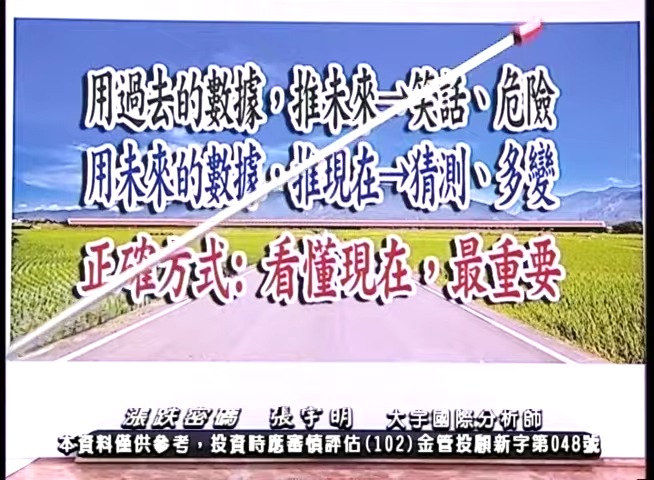 用過去的數據，推未來→笑話、危險
用未來的數據，推現在→猜測、多變
正確方式：看懂現在，最重要
漲跌密碼 張宇明 大宇國際分析師
本資料僅供參考，投資時應審慎評估(102)金管投顧新字第048號